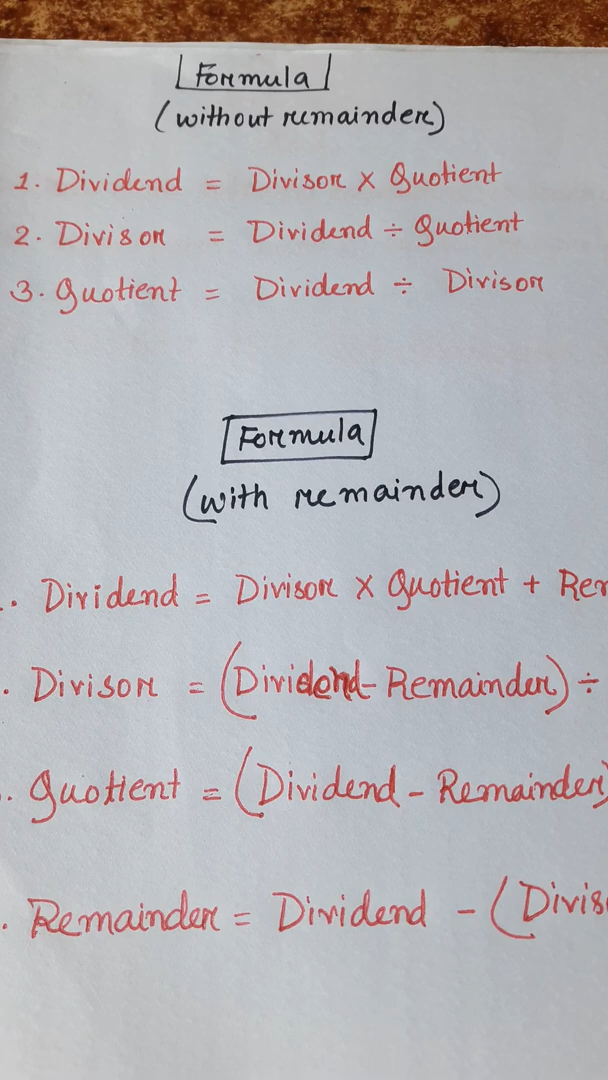 Formula
(without remainder)
1. Dividend = Divisor x Quotient
2. Divisor = Dividend ÷ Quotient
3. Quotient = Dividend ÷ Divisor
Formula
(with remainder)
. Dividend = Divisor x Quotient + Rem
. Divisor = (Dividend - Remainder) ÷
. Quotient = (Dividend - Remainder)
. Remainder = Dividend - (Divis